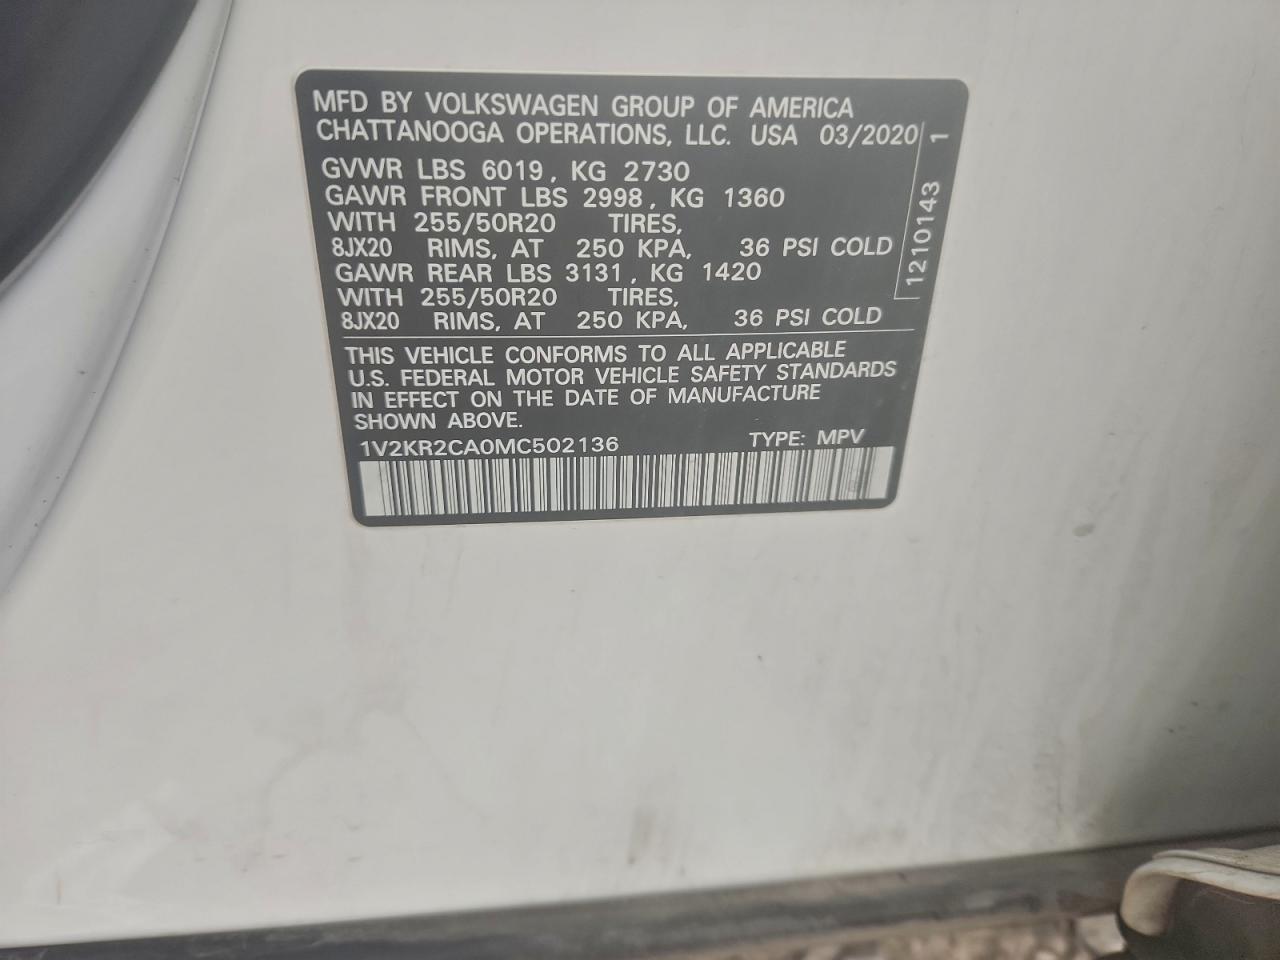 MFD BY VOLKSWAGEN GROUP OF AMERICA
CHATTANOOGA OPERATIONS, LLC. USA 03/2020
GVWR LBS 6019, KG 2730
GAWR FRONT LBS 2998, KG 1360
WITH 255/50R20 TIRES,
8JX20 RIMS, AT 250 KPA, 36 PSI COLD
GAWR REAR LBS 3131, KG 1420
WITH 255/50R20 TIRES,
8JX20 RIMS, AT 250 KPA, 36 PSI COLD
1210143 1
THIS VEHICLE CONFORMS TO ALL APPLICABLE
U.S. FEDERAL MOTOR VEHICLE SAFETY STANDARDS
IN EFFECT ON THE DATE OF MANUFACTURE
SHOWN ABOVE.
1V2KR2CA0MC502136 TYPE: MPV